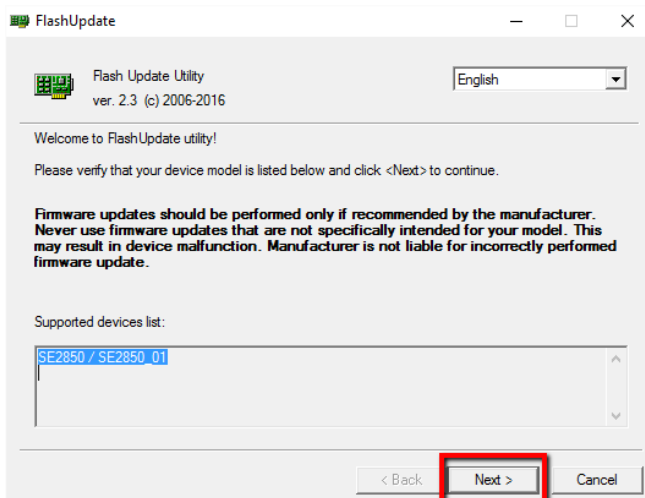 FlashUpdate
Flash Update Utility
English
ver. 2.3 (c) 2006-2016
Welcome to FlashUpdate utility!
Please verify that your device model is listed below and click <Next> to continue.
Firmware updates should be performed only if recommended by the manufacturer.
Never use firmware updates that are not specifically intended for your model. This
may result in device malfunction. Manufacturer is not liable for incorrectly performed
firmware update.
Supported devices list:
SE2850 / SE2850_01
< Back
Next >
Cancel